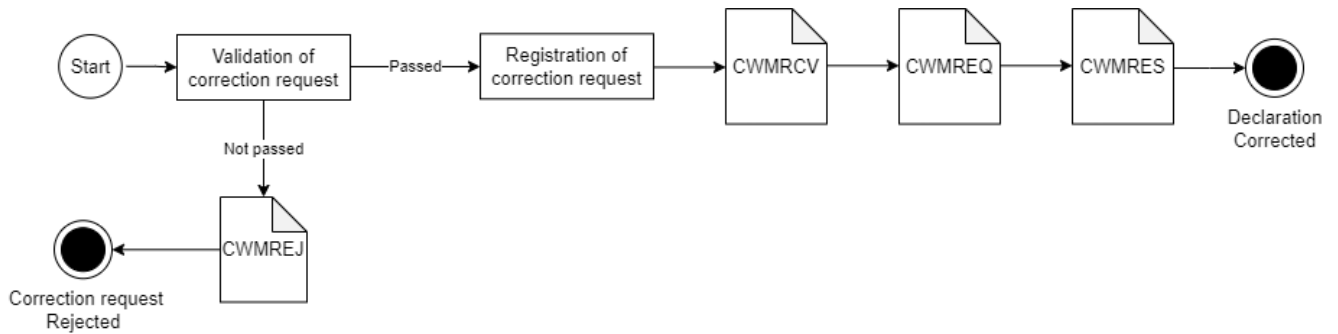 Start
Validation of
correction request
Passed
Registration of
correction request
CWMRCV
CWMREQ
CWMRES
Declaration
Corrected
Not passed
CWMREJ
Correction request
Rejected